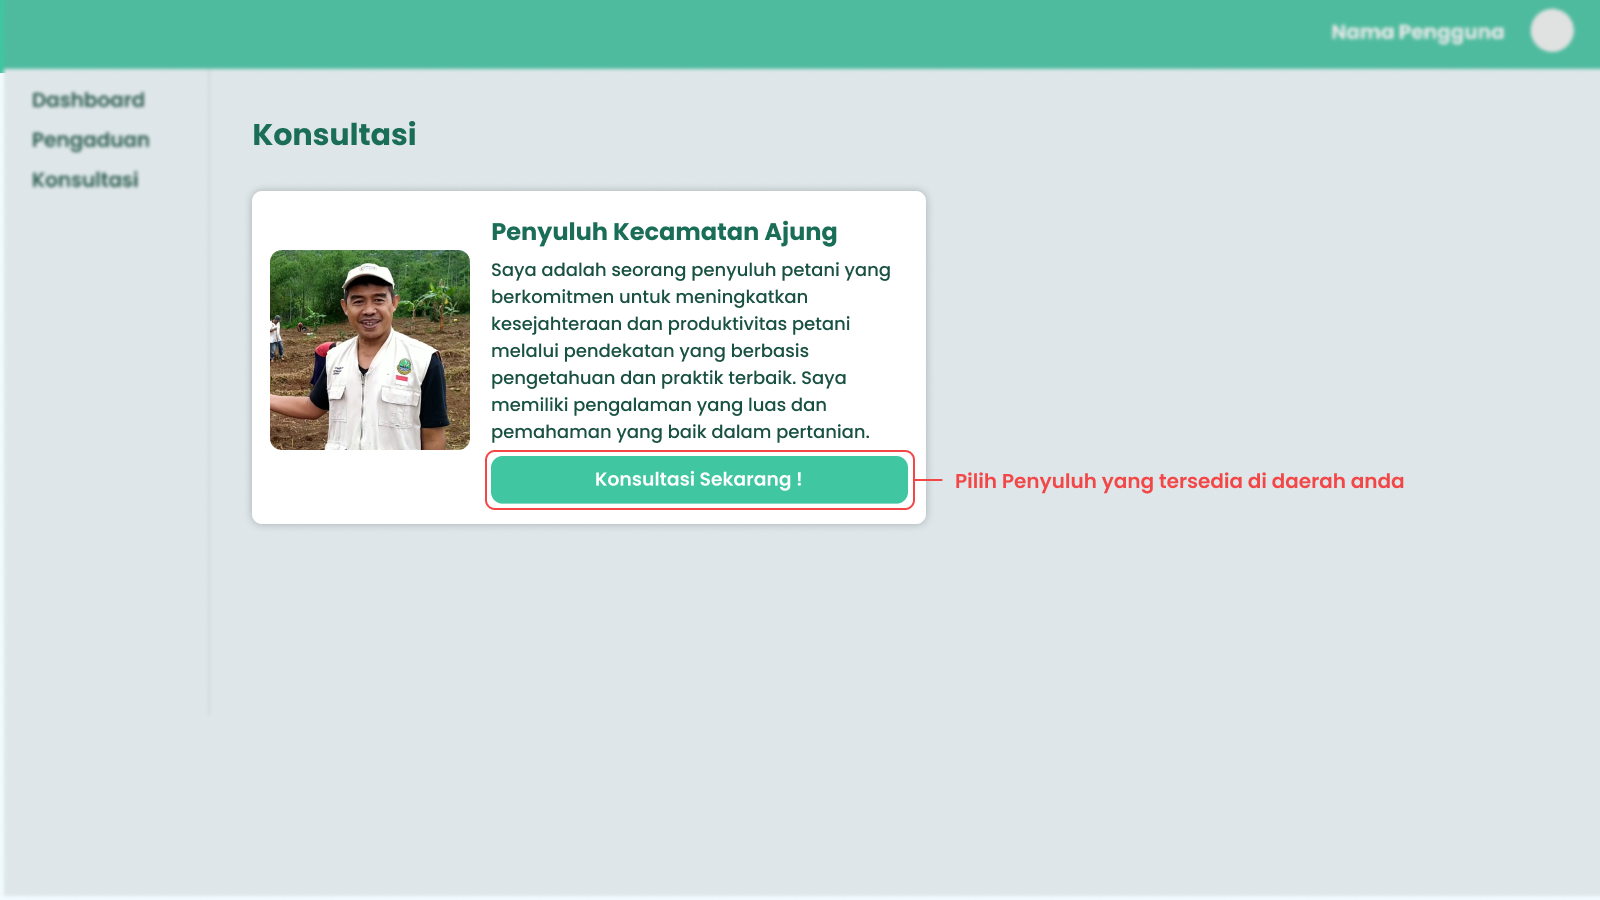 Nama Pengguna
Dashboard
Pengaduan
Konsultasi
Konsultasi
Penyuluh Kecamatan Ajung
Saya adalah seorang penyuluh petani yang
berkomitmen untuk meningkatkan
kesejahteraan dan produktivitas petani
melalui pendekatan yang berbasis
pengetahuan dan praktik terbaik. Saya
memiliki pengalaman yang luas dan
pemahaman yang baik dalam pertanian.
Konsultasi Sekarang !
Pilih Penyuluh yang tersedia di daerah anda